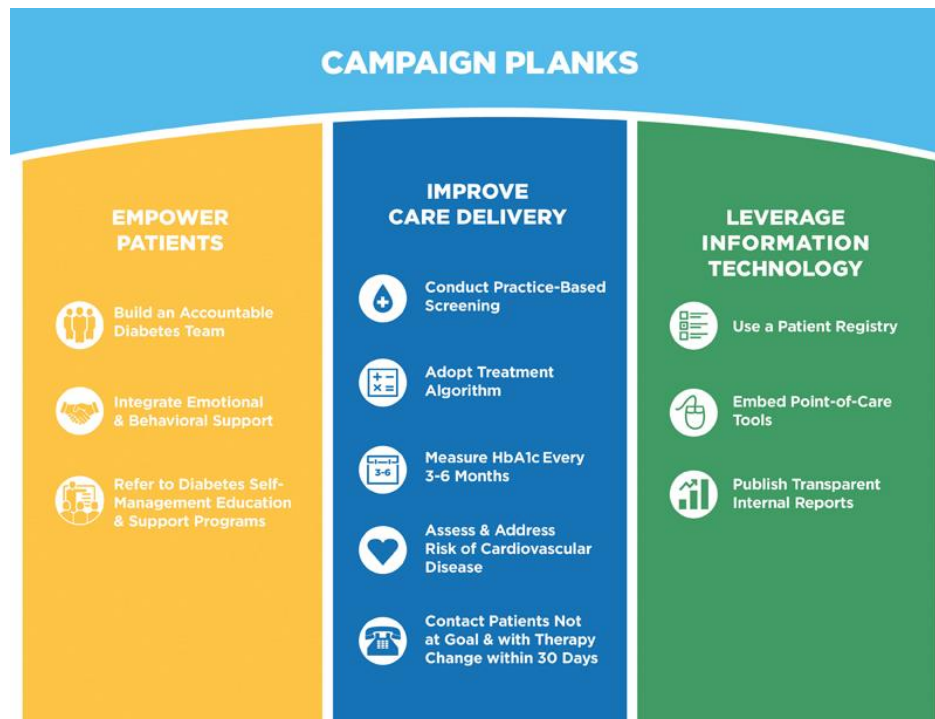 CAMPAIGN PLANKS
EMPOWER
PATIENTS
Build an Accountable
Diabetes Team
Integrate Emotional
& Behavioral Support
Refer to Diabetes Self-
Management Education
& Support Programs
IMPROVE
CARE DELIVERY
Conduct Practice-Based
Screening
Adopt Treatment
Algorithm
3-6
Measure HbA1c Every
3-6 Months
Assess & Address
Risk of Cardiovascular
Disease
Contact Patients Not
at Goal & with Therapy
Change within 30 Days
LEVERAGE
INFORMATION
TECHNOLOGY
Use a Patient Registry
Embed Point-of-Care
Tools
Publish Transparent
Internal Reports